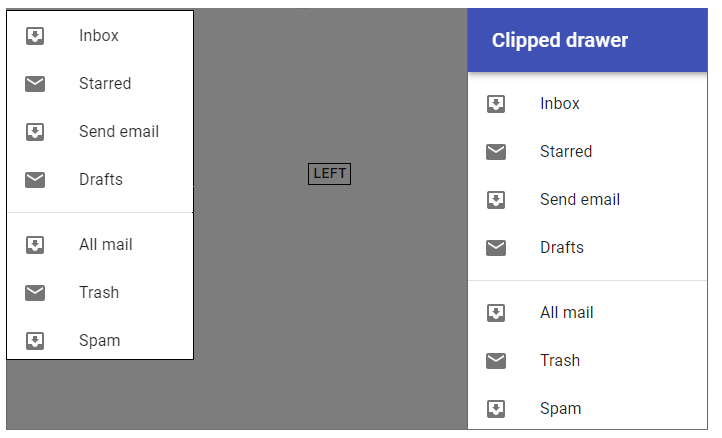 Inbox
Starred
Send email
Drafts
All mail
Trash
Spam
LEFT
Clipped drawer
Inbox
Starred
Send email
Drafts
All mail
Trash
Spam